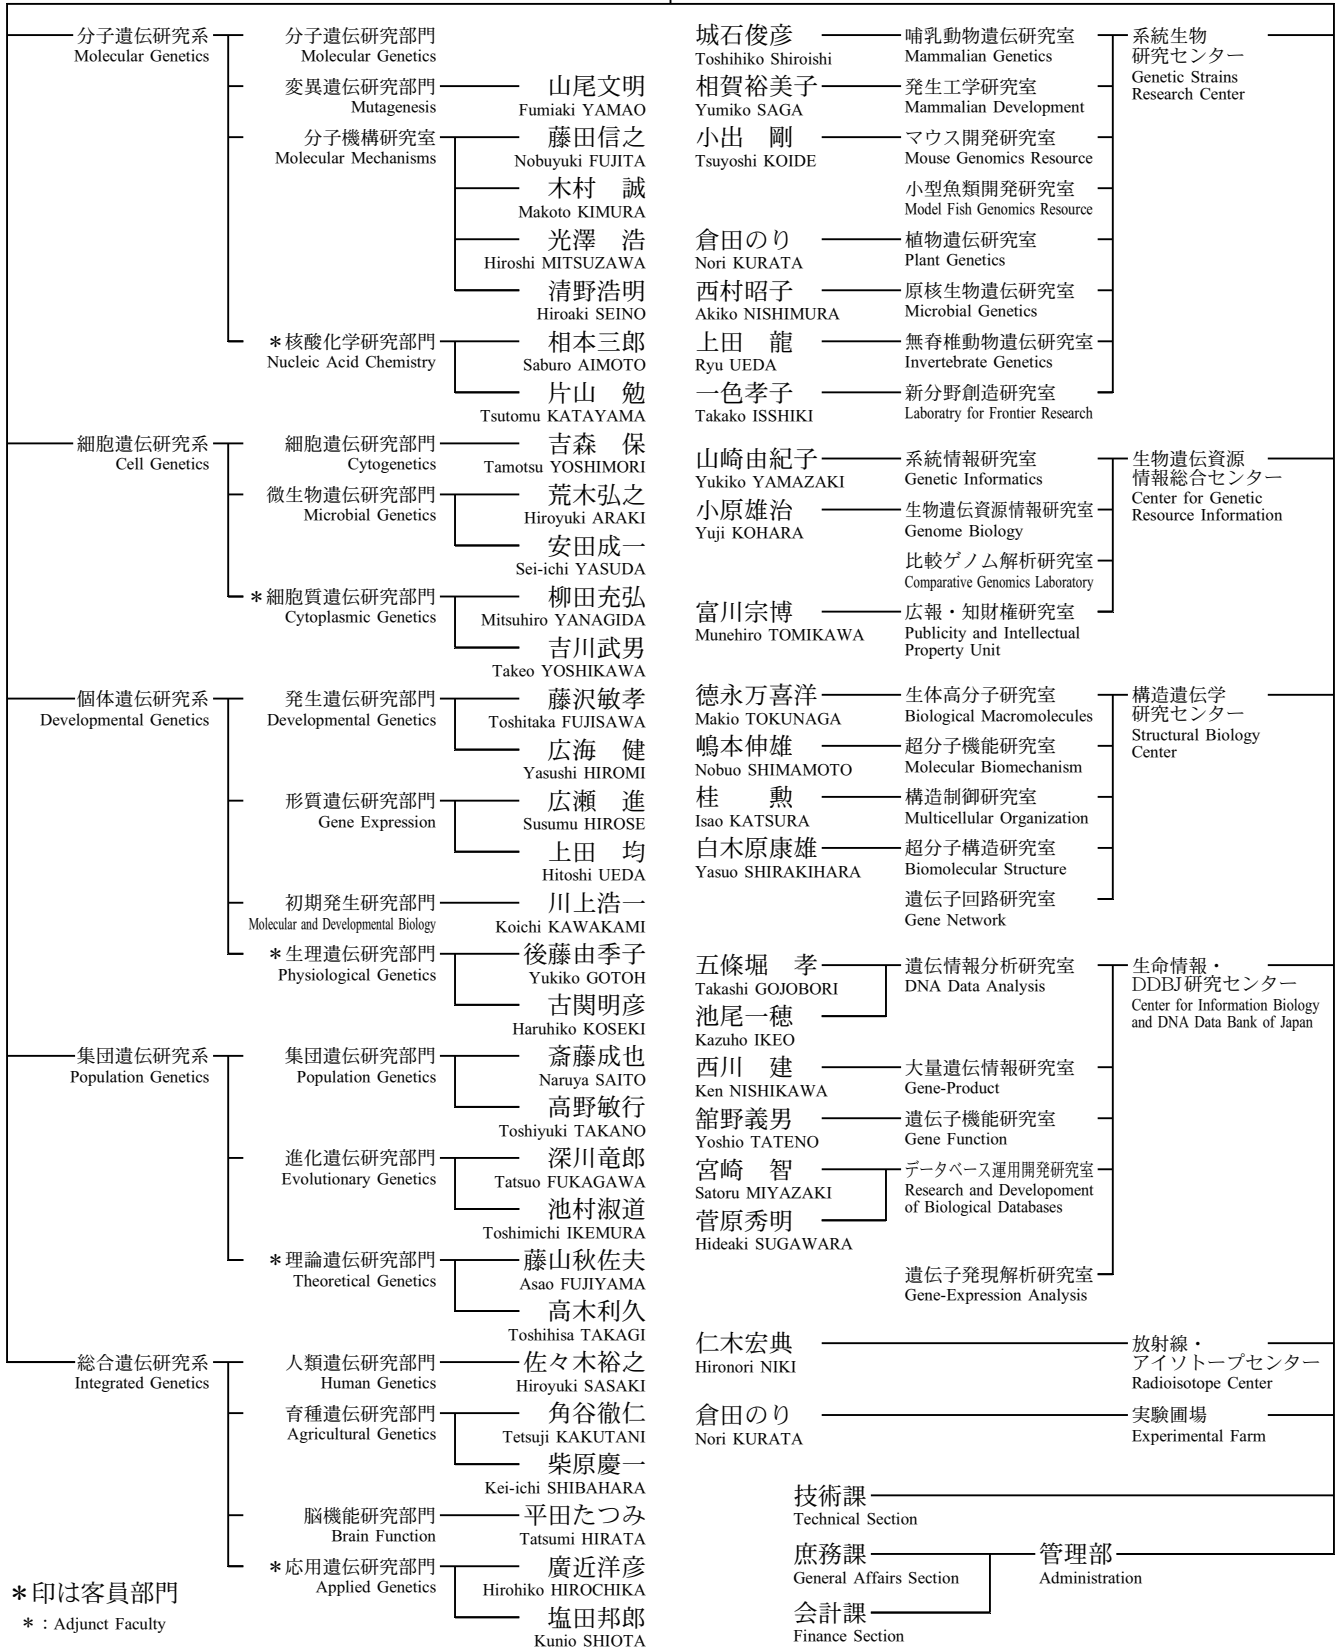 分子遺伝研究系
Molecular Genetics
分子遺伝研究部門
Molecular Genetics
変異遺伝研究部門
Mutagenesis
山尾文明
Fumiaki YAMAO
分子機構研究室
Molecular Mechanisms
藤田信之
Nobuyuki FUJITA
木村 誠
Makoto KIMURA
光澤 浩
Hiroshi MITSUZAWA
清野浩明
Hiroaki SEINO
*核酸化学研究部門
Nucleic Acid Chemistry
相本三郎
Saburo AIMOTO
片山 勉
Tsutomu KATAYAMA
細胞遺伝研究系
Cell Genetics
細胞遺伝研究部門
Cytogenetics
吉森 保
Tamotsu YOSHIMORI
微生物遺伝研究部門
Microbial Genetics
荒木弘之
Hiroyuki ARAKI
安田成一
Sei-ichi YASUDA
*細胞質遺伝研究部門
Cytoplasmic Genetics
柳田充弘
Mitsuhiro YANAGIDA
吉川武男
Takeo YOSHIKAWA
個体遺伝研究系
Developmental Genetics
発生遺伝研究部門
Developmental Genetics
藤沢敏孝
Toshitaka FUJISAWA
広海 健
Yasushi HIROMI
形質遺伝研究部門
Gene Expression
広瀬 進
Susumu HIROSE
上田 均
Hitoshi UEDA
初期発生研究部門
Molecular and Developmental Biology
川上浩一
Koichi KAWAKAMI
*生理遺伝研究部門
Physiological Genetics
後藤由季子
Yukiko GOTOH
古関明彦
Haruhiko KOSEKI
集団遺伝研究系
Population Genetics
集団遺伝研究部門
Population Genetics
斎藤成也
Naruya SAITO
高野敏行
Toshiyuki TAKANO
進化遺伝研究部門
Evolutionary Genetics
深川竜郎
Tatsuo FUKAGAWA
池村淑道
Toshimichi IKEMURA
*理論遺伝研究部門
Theoretical Genetics
藤山秋佐夫
Asao FUJIYAMA
高木利久
Toshihisa TAKAGI
総合遺伝研究系
Integrated Genetics
人類遺伝研究部門
Human Genetics
佐々木裕之
Hiroyuki SASAKI
育種遺伝研究部門
Agricultural Genetics
角谷徹仁
Tetsuji KAKUTANI
柴原慶一
Kei-ichi SHIBAHARA
脳機能研究部門
Brain Function
平田たつみ
Tatsumi HIRATA
*応用遺伝研究部門
Applied Genetics
廣近洋彦
Hirohiko HIROCHIKA
塩田邦郎
Kunio SHIOTA
*印は客員部門
* : Adjunct Faculty
城石俊彦
Toshihiko Shiroishi
哺乳動物遺伝研究室
Mammalian Genetics
系統生物
研究センター
Genetic Strains
Research Center
相賀裕美子
Yumiko SAGA
発生工学研究室
Mammalian Development
小出 剛
Tsuyoshi KOIDE
マウス開発研究室
Mouse Genomics Resource
小型魚類開発研究室
Model Fish Genomics Resource
倉田のり
Nori KURATA
植物遺伝研究室
Plant Genetics
西村昭子
Akiko NISHIMURA
原核生物遺伝研究室
Microbial Genetics
上田 龍
Ryu UEDA
無脊椎動物遺伝研究室
Invertebrate Genetics
一色孝子
Takako ISSHIKI
新分野創造研究室
Laboratry for Frontier Research
山崎由紀子
Yukiko YAMAZAKI
系統情報研究室
Genetic Informatics
生物遺伝資源
情報総合センター
Center for Genetic
Resource Information
小原雄治
Yuji KOHARA
生物遺伝資源情報研究室
Genome Biology
比較ゲノム解析研究室
Comparative Genomics Laboratory
富川宗博
Munehiro TOMIKAWA
広報・知財権研究室
Publicity and Intellectual
Property Unit
徳永万喜洋
Makio TOKUNAGA
生体高分子研究室
Biological Macromolecules
構造遺伝学
研究センター
Structural Biology
Center
嶋本伸雄
Nobuo SHIMAMOTO
超分子機能研究室
Molecular Biomechanism
桂 勲
Isao KATSURA
構造制御研究室
Multicellular Organization
白木原康雄
Yasuo SHIRAKIHARA
超分子構造研究室
Biomolecular Structure
遺伝子回路研究室
Gene Network
五條堀 孝
Takashi GOJOBORI
遺伝情報分析研究室
DNA Data Analysis
生命情報・
DDBJ研究センター
Center for Information Biology
and DNA Data Bank of Japan
池尾一穂
Kazuho IKEO
西川 建
Ken NISHIKAWA
大量遺伝情報研究室
Gene-Product
舘野義男
Yoshio TATENO
遺伝子機能研究室
Gene Function
宮崎 智
Satoru MIYAZAKI
データベース運用開発研究室
Research and Developoment
of Biological Databases
菅原秀明
Hideaki SUGAWARA
遺伝子発現解析研究室
Gene-Expression Analysis
仁木宏典
Hironori NIKI
放射線・
アイソトープセンター
Radioisotope Center
倉田のり
Nori KURATA
実験圃場
Experimental Farm
技術課
Technical Section
庶務課
General Affairs Section
管理部
Administration
会計課
Finance Section